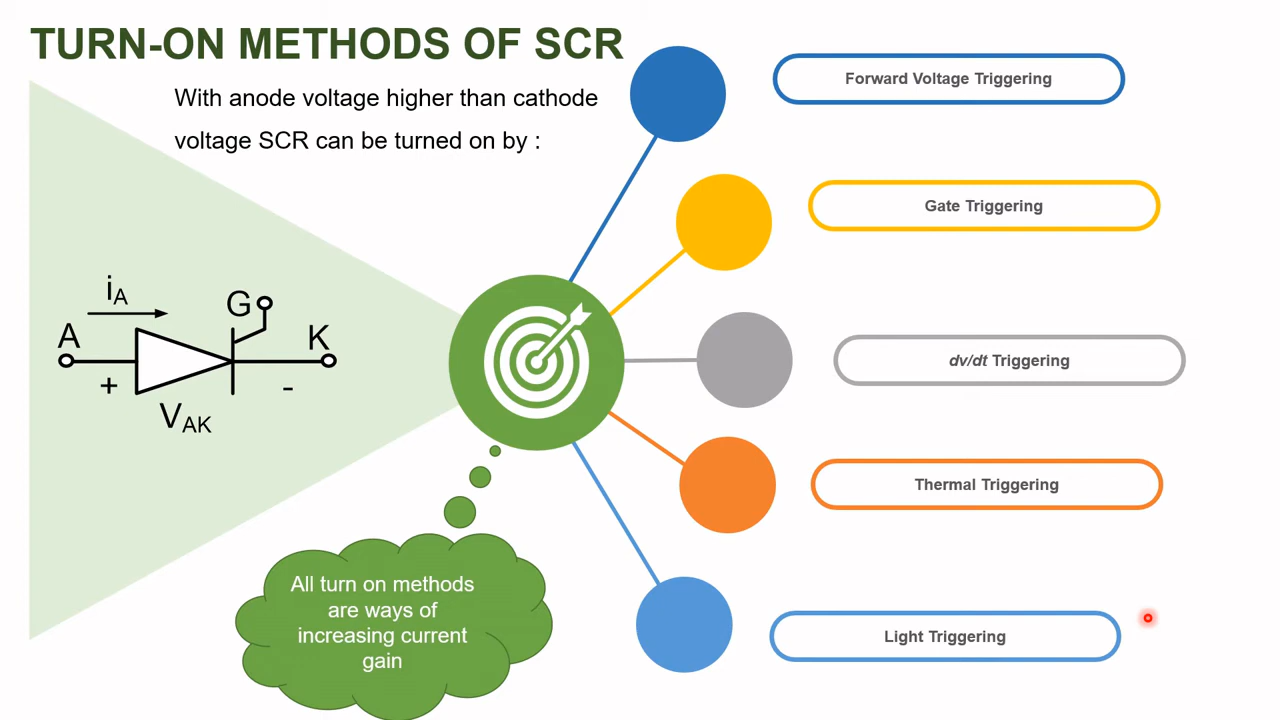 TURN-ON METHODS OF SCR
With anode voltage higher than cathode
voltage SCR can be turned on by :
Forward Voltage Triggering
Gate Triggering
dv/dt Triggering
Thermal Triggering
Light Triggering
iA
G
A
K
+
-
VAK
All turn on methods
are ways of
increasing current
gain